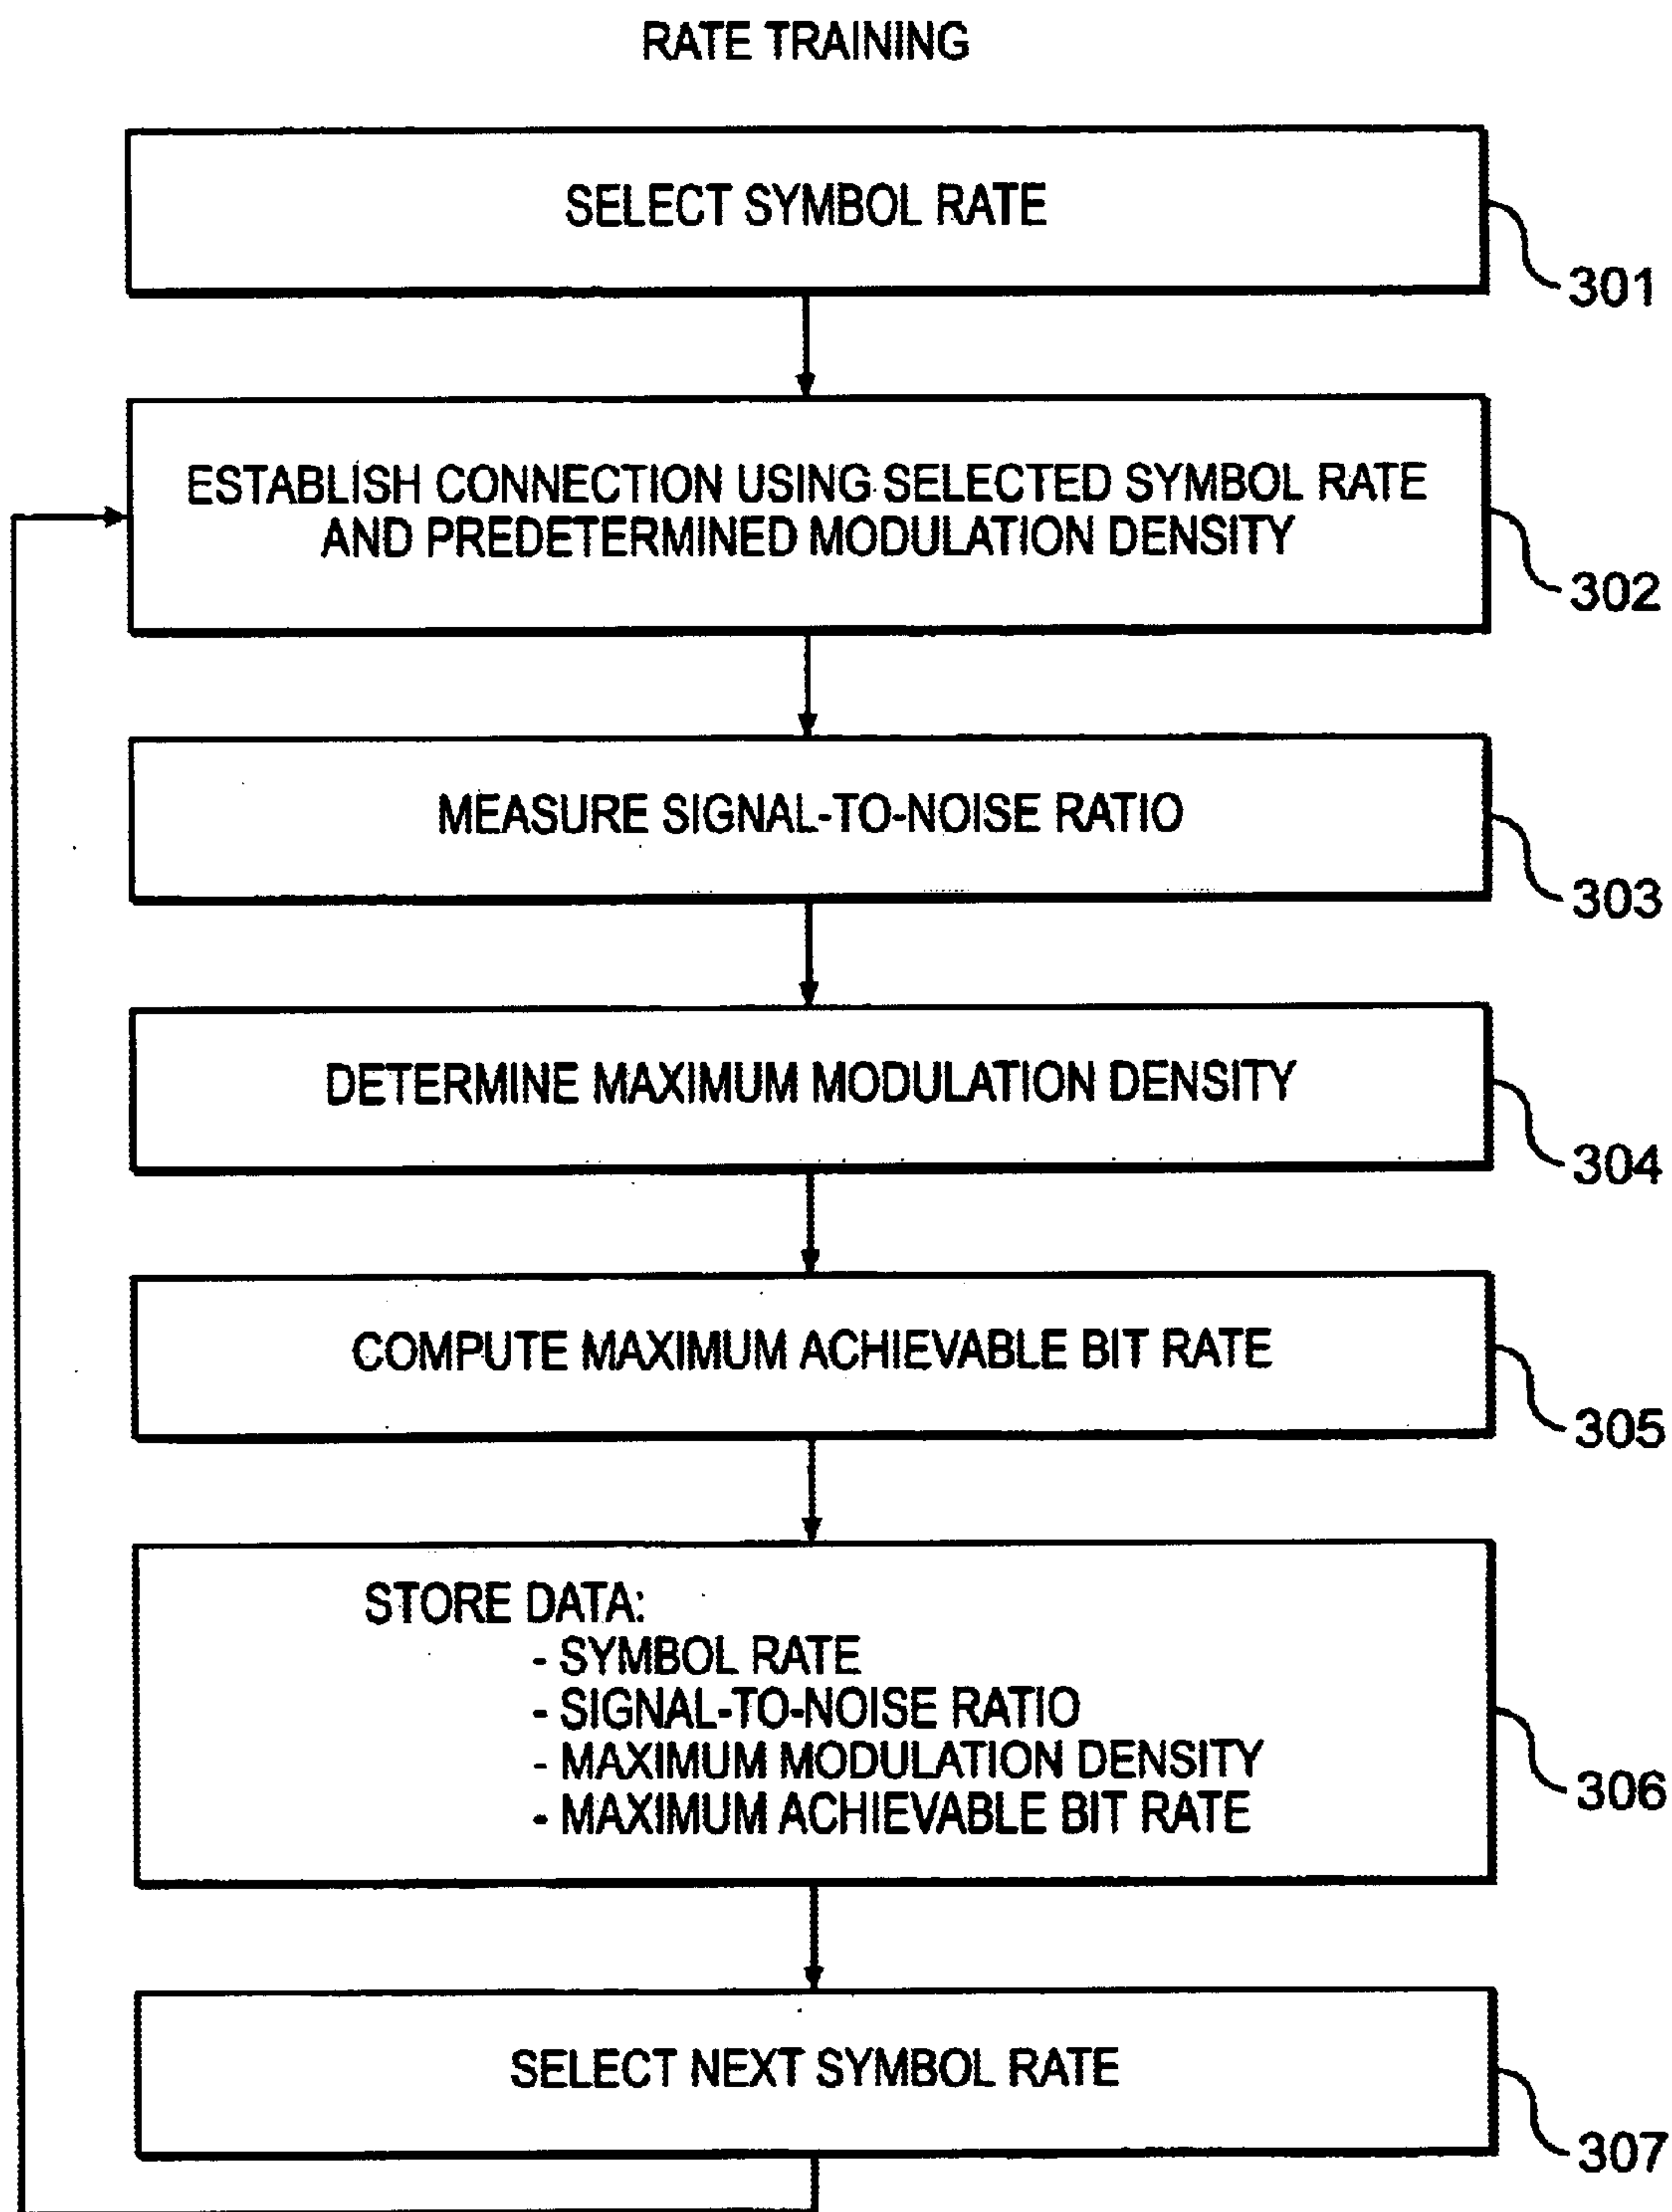 RATE TRAINING
SELECT SYMBOL RATE
301
ESTABLISH CONNECTION USING SELECTED SYMBOL RATE
AND PREDETERMINED MODULATION DENSITY
302
MEASURE SIGNAL-TO-NOISE RATIO
303
DETERMINE MAXIMUM MODULATION DENSITY
304
COMPUTE MAXIMUM ACHIEVABLE BIT RATE
305
STORE DATA:
- SYMBOL RATE
- SIGNAL-TO-NOISE RATIO
- MAXIMUM MODULATION DENSITY
- MAXIMUM ACHIEVABLE BIT RATE
306
SELECT NEXT SYMBOL RATE
307